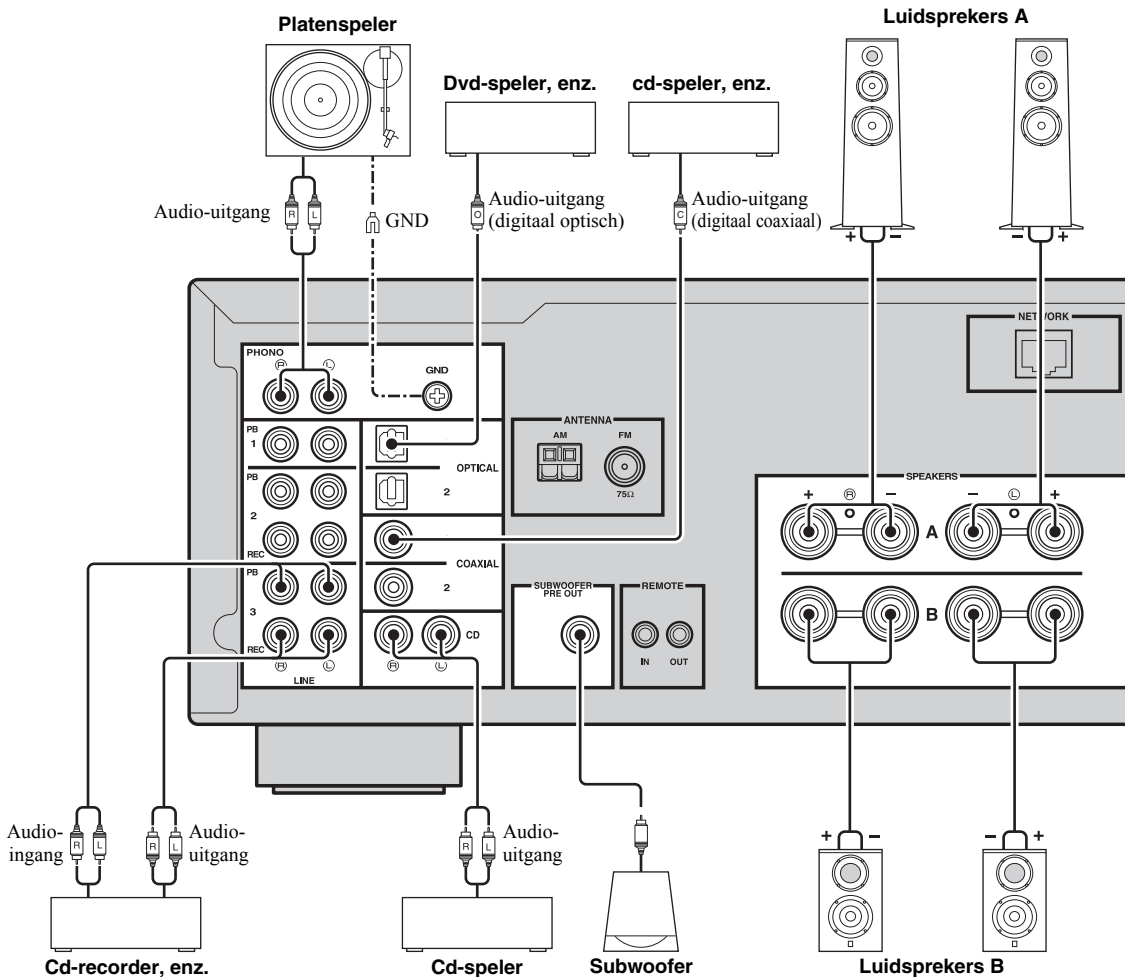 Platenspeler
Luidsprekers A
Dvd-speler, enz.
cd-speler, enz.
Audio-uitgang
R L
GND
O
Audio-uitgang
(digitaal optisch)
C
Audio-uitgang
(digitaal coaxiaal)
+ −
− +
NETWORK
PHONO
R L
GND
ANTENNA
AM FM
75Ω
PB
1
OPTICAL
PB
2
2
REC
COAXIAL
PB
2
3
REC
CD
R L
R L
LINE
SUBWOOFER
PRE OUT
REMOTE
IN OUT
SPEAKERS
+ R − − L +
A
B
Audio-
ingang
R L
R L
Audio-
uitgang
R L
Audio-
uitgang
+ −
− +
Cd-recorder, enz.
Cd-speler
Subwoofer
Luidsprekers B